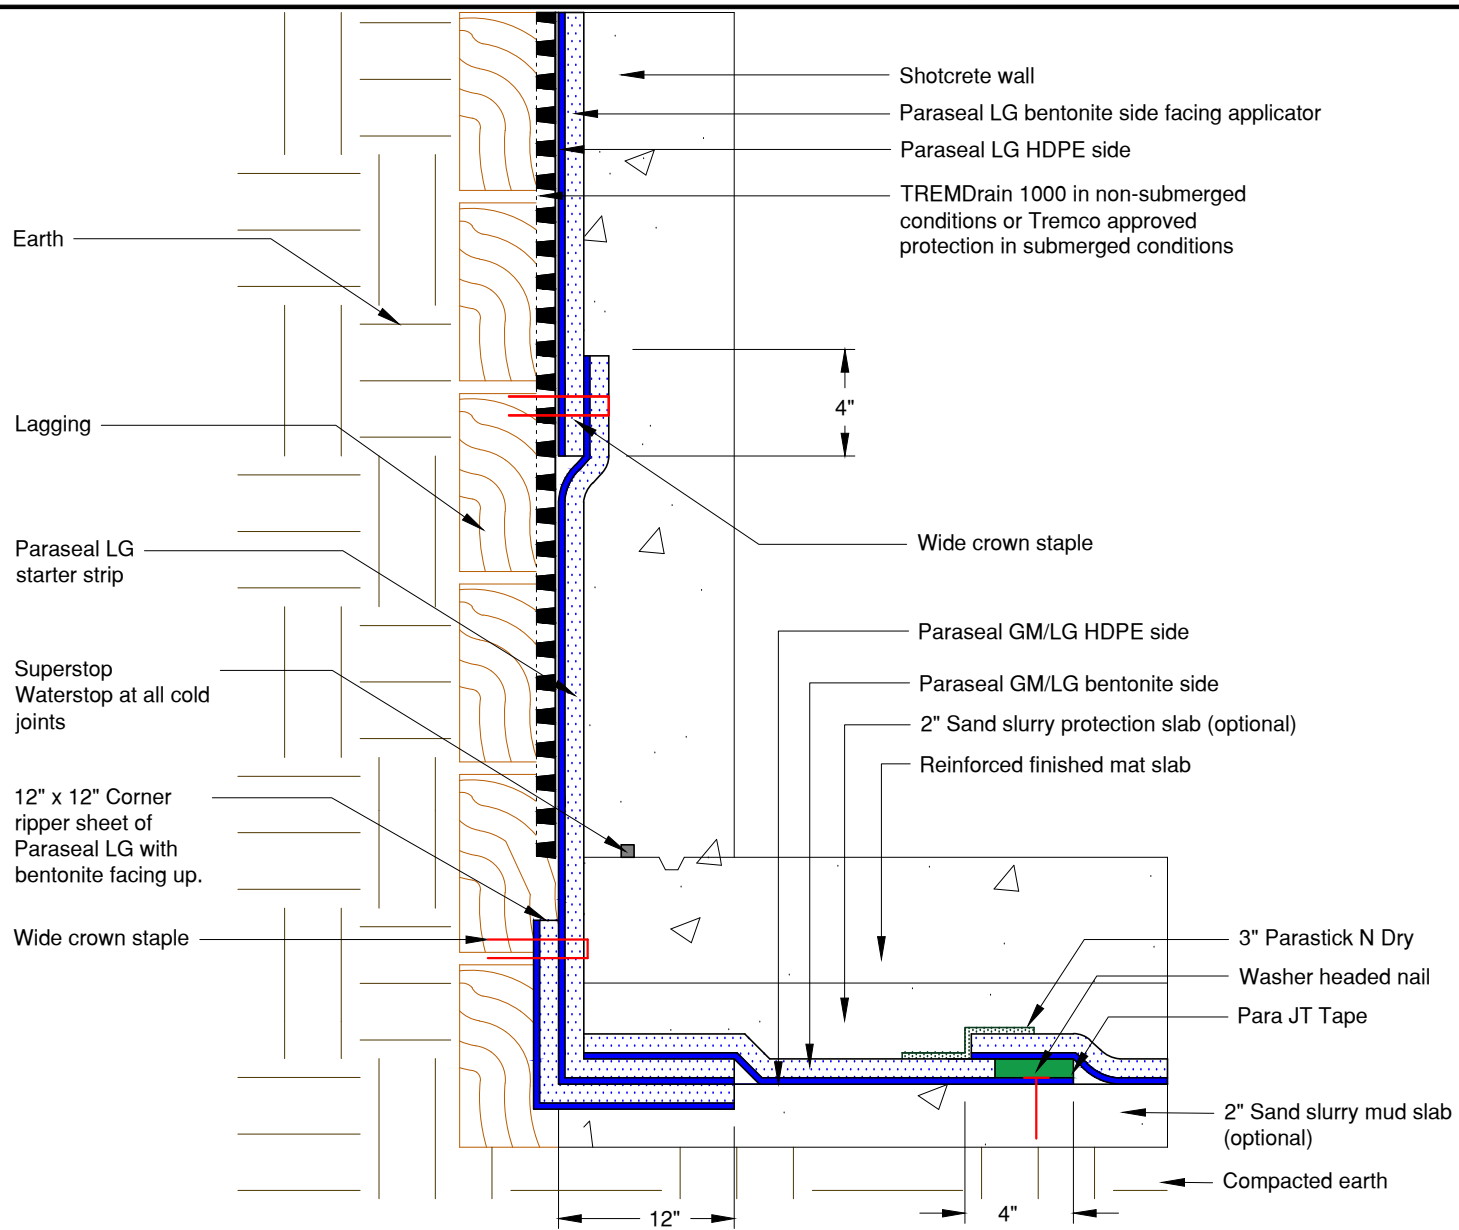 Shotcrete wall
Paraseal LG bentonite side facing applicator
Paraseal LG HDPE side
TREMDrain 1000 in non-submerged
conditions or Tremco approved
protection in submerged conditions
Earth
4"
Lagging
Wide crown staple
Paraseal LG
starter strip
Paraseal GM/LG HDPE side
Superstop
Waterstop at all cold
joints
Paraseal GM/LG bentonite side
2" Sand slurry protection slab (optional)
Reinforced finished mat slab
12" x 12" Corner
ripper sheet of
Paraseal LG with
bentonite facing up.
Wide crown staple
3" Parastick N Dry
Washer headed nail
Para JT Tape
2" Sand slurry mud slab
(optional)
Compacted earth
12"
4"